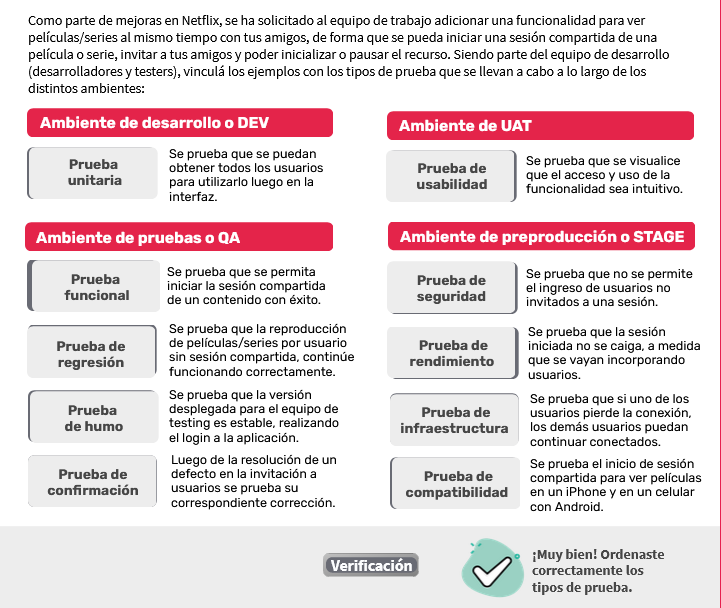 Como parte de mejoras en Netflix, se ha solicitado al equipo de trabajo adicionar una funcionalidad para ver
películas/series al mismo tiempo con tus amigos, de forma que se pueda iniciar una sesión compartida de una
película o serie, invitar a tus amigos y poder inicializar o pausar el recurso. Siendo parte del equipo de desarrollo
(desarrolladores y testers), vinculá los ejemplos con los tipos de prueba que se llevan a cabo a lo largo de los
distintos ambientes:
Ambiente de desarrollo o DEV
Prueba
unitaria
Se prueba que se puedan
obtener todos los usuarios
para utilizarlo luego en la
interfaz.
Ambiente de pruebas o QA
Prueba
funcional
Se prueba que se permita
iniciar la sesión compartida
de un contenido con éxito.
Prueba de
regresión
Se prueba que la reproducción
de películas/series por usuario
sin sesión compartida, continúe
funcionando correctamente.
Prueba
de humo
Se prueba que la versión
desplegada para el equipo de
testing es estable, realizando
el login a la aplicación.
Prueba de
confirmación
Luego de la resolución de un
defecto en la invitación a
usuarios se prueba su
correspondiente corrección.
Ambiente de UAT
Prueba de
usabilidad
Se prueba que se visualice
que el acceso y uso de la
funcionalidad sea intuitivo.
Ambiente de preproducción o STAGE
Prueba de
seguridad
Se prueba que no se permite
el ingreso de usuarios no
invitados a una sesión.
Prueba de
rendimiento
Se prueba que la sesión
iniciada no se caiga, a medida
que se vayan incorporando
usuarios.
Prueba de
infraestructura
Se prueba que si uno de los
usuarios pierde la conexión,
los demás usuarios puedan
continuar conectados.
Prueba de
compatibilidad
Se prueba el inicio de sesión
compartida para ver películas
en un iPhone y en un celular
con Android.
Verificación
¡Muy bien! Ordenaste
correctamente los
tipos de prueba.